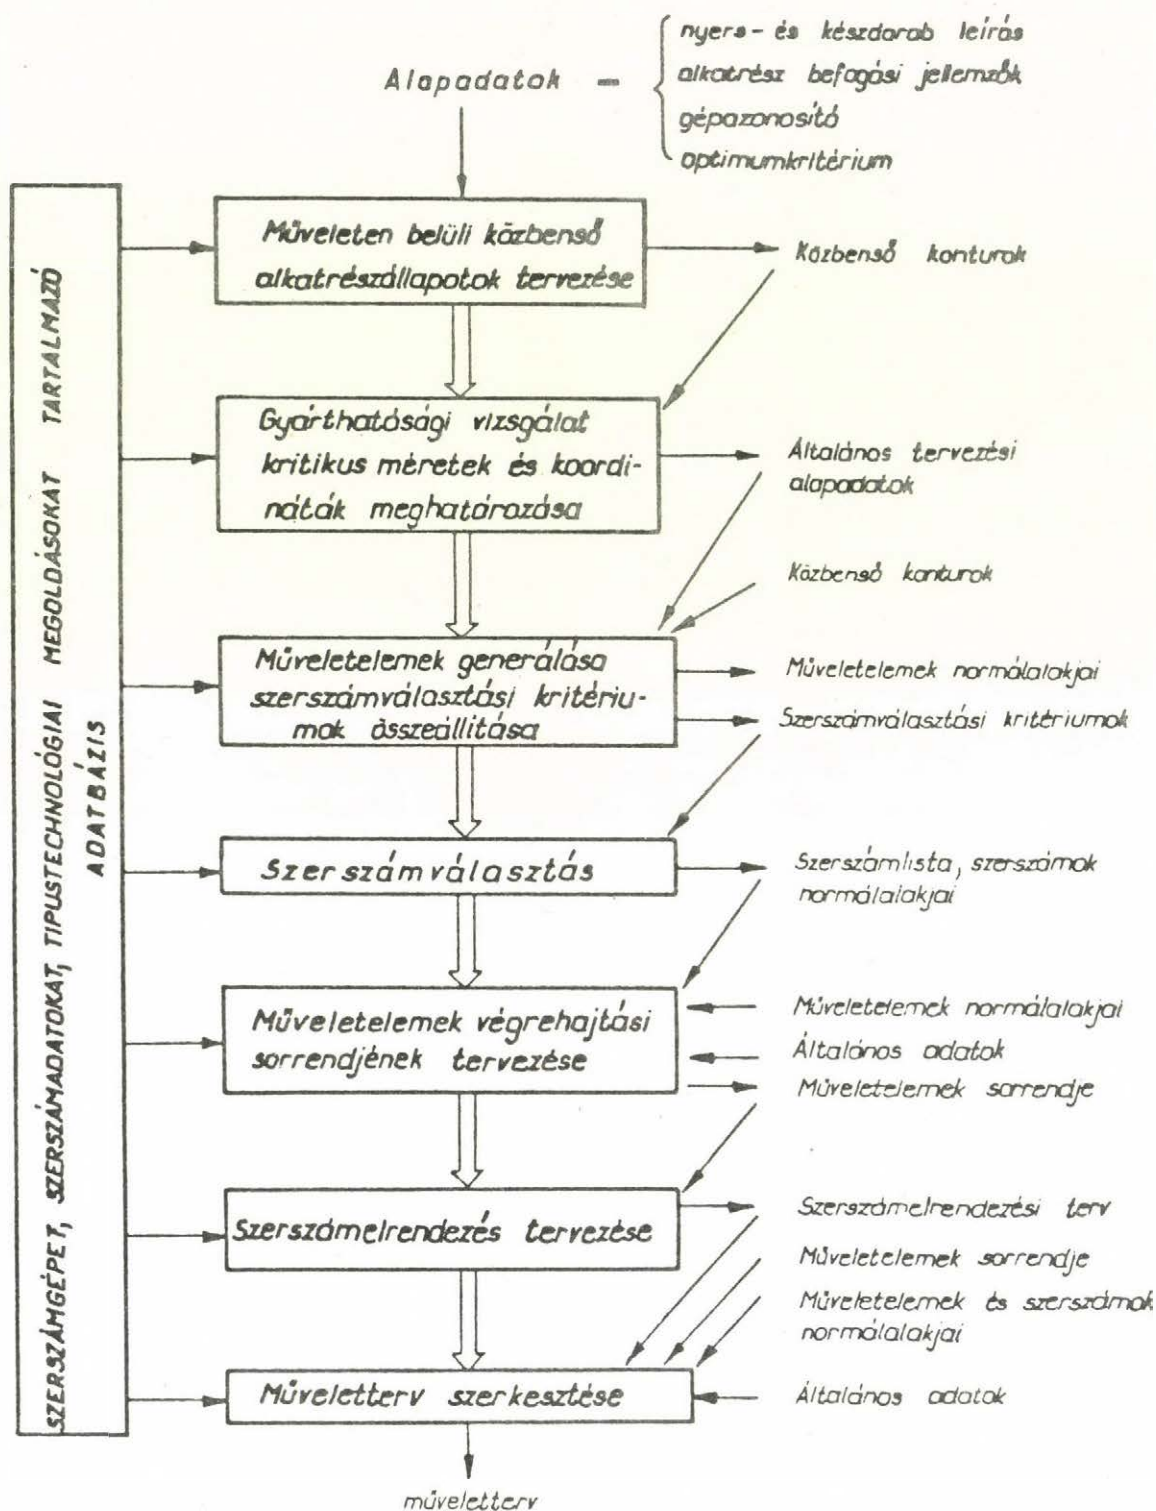 Alapadatok –
nyers- és készdarab leírás
alkatrész befogási jellemzők
gépazonosító
optimumkritérium
SZERSZÁMGÉPET, SZERSZÁMADATOKAT, TIPUSTECHNOLÓGIAI MEGOLDÁSOKAT TARTALMAZÓ
ADATBÁZIS
Műveleten belüli közbenső
alkatrészállapotok tervezése
Közbenső konturok
Gyárthatósági vizsgálat
kritikus méretek és koordi-
náták meghatározása
Általános tervezési
alapadatok
Közbenső konturok
Műveletelemek generálása
szerszámválasztási kritériu-
mok összeállítása
Műveletelemek normálalakjai
Szerszámválasztási kritériumok
Szerszámválasztás
Szerszámlista, szerszámok
normálalakjai
Műveletelemek végrehajtási
sorrendjének tervezése
Műveletelemek normálalakjai
Általános adatok
Műveletelemek sorrendje
Szerszámelrendezés tervezése
Szerszámelrendezési terv
Műveletelemek sorrendje
Műveletelemek és szerszámok
normálalakjai
Műveletterv szerkesztése
Általános adatok
műveletterv